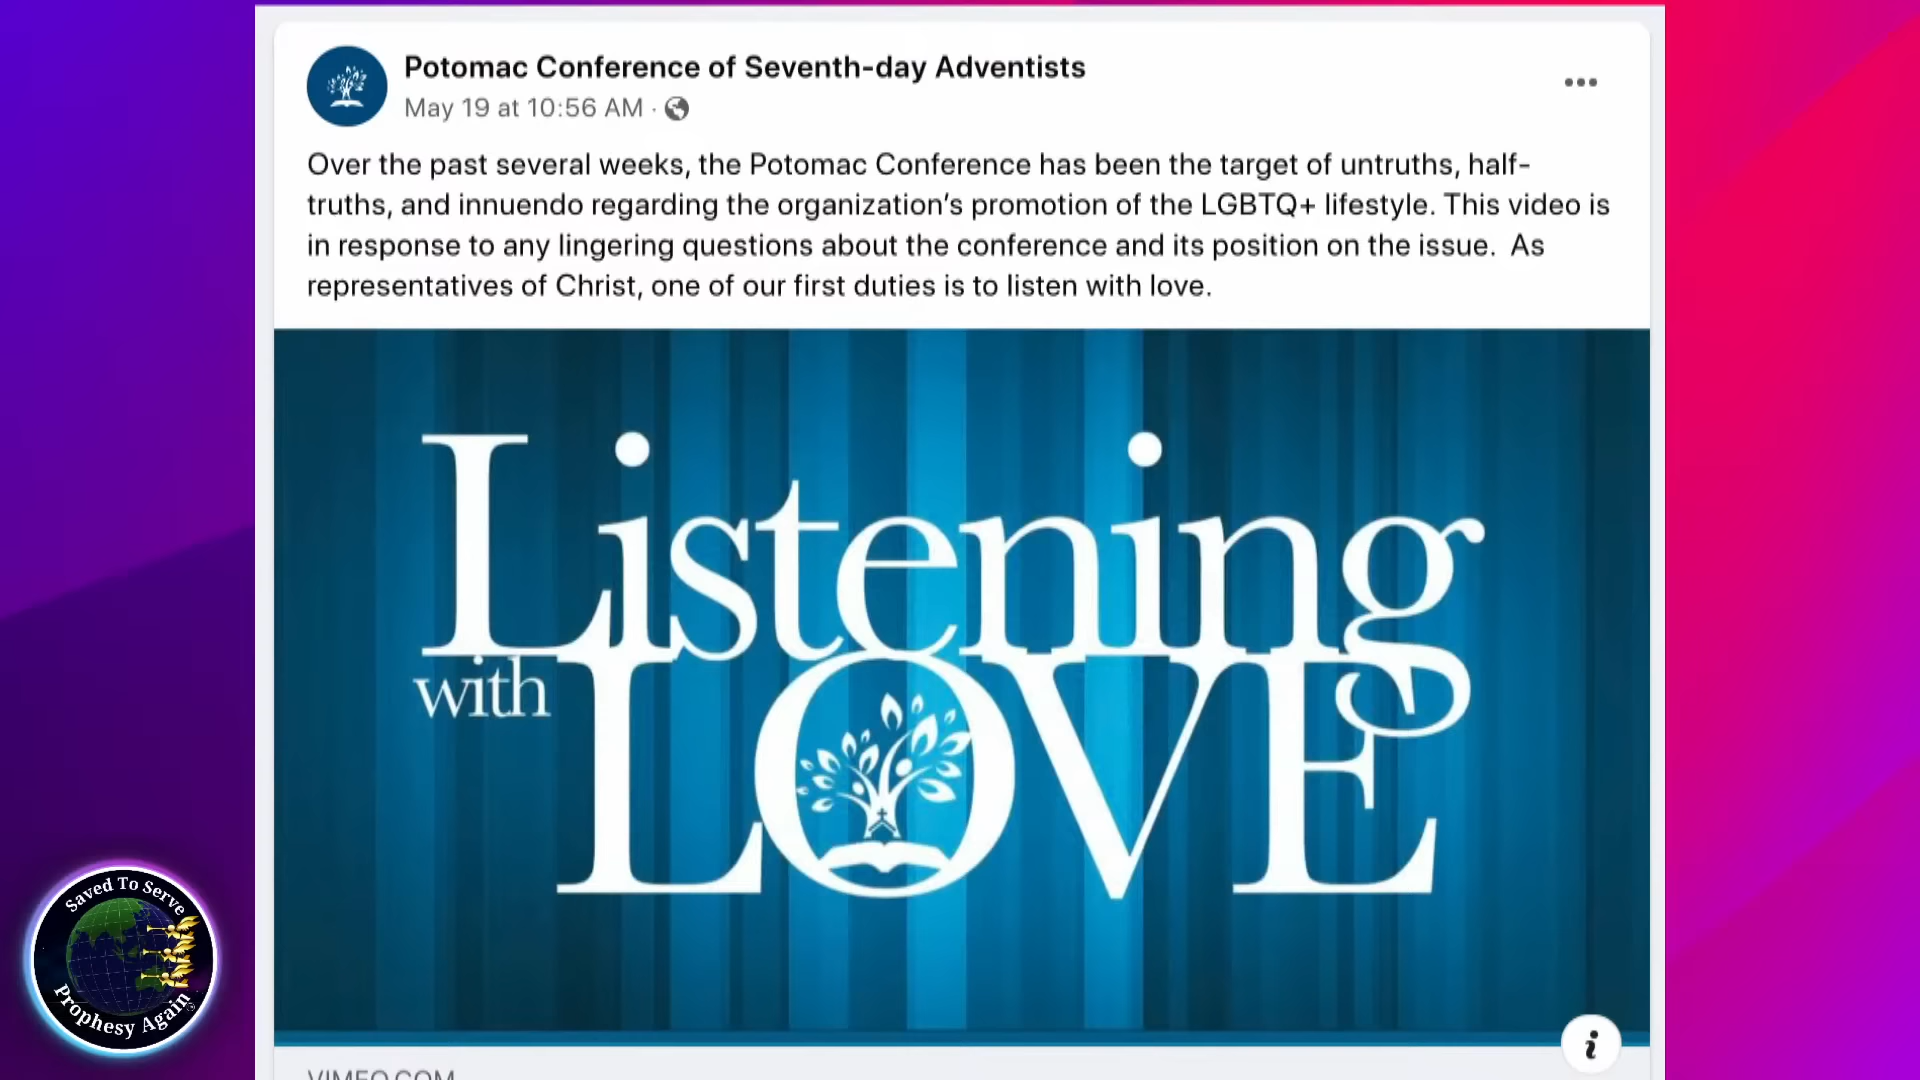 Potomac Conference of Seventh-day Adventists
May 19 at 10:56 AM ·
Over the past several weeks, the Potomac Conference has been the target of untruths, half-
truths, and innuendo regarding the organization's promotion of the LGBTQ+ lifestyle. This video is
in response to any lingering questions about the conference and its position on the issue.  As
representatives of Christ, one of our first duties is to listen with love.
Listening
with LOVE
Saved To Serve
Prophesy Again
i
VIMEO.COM